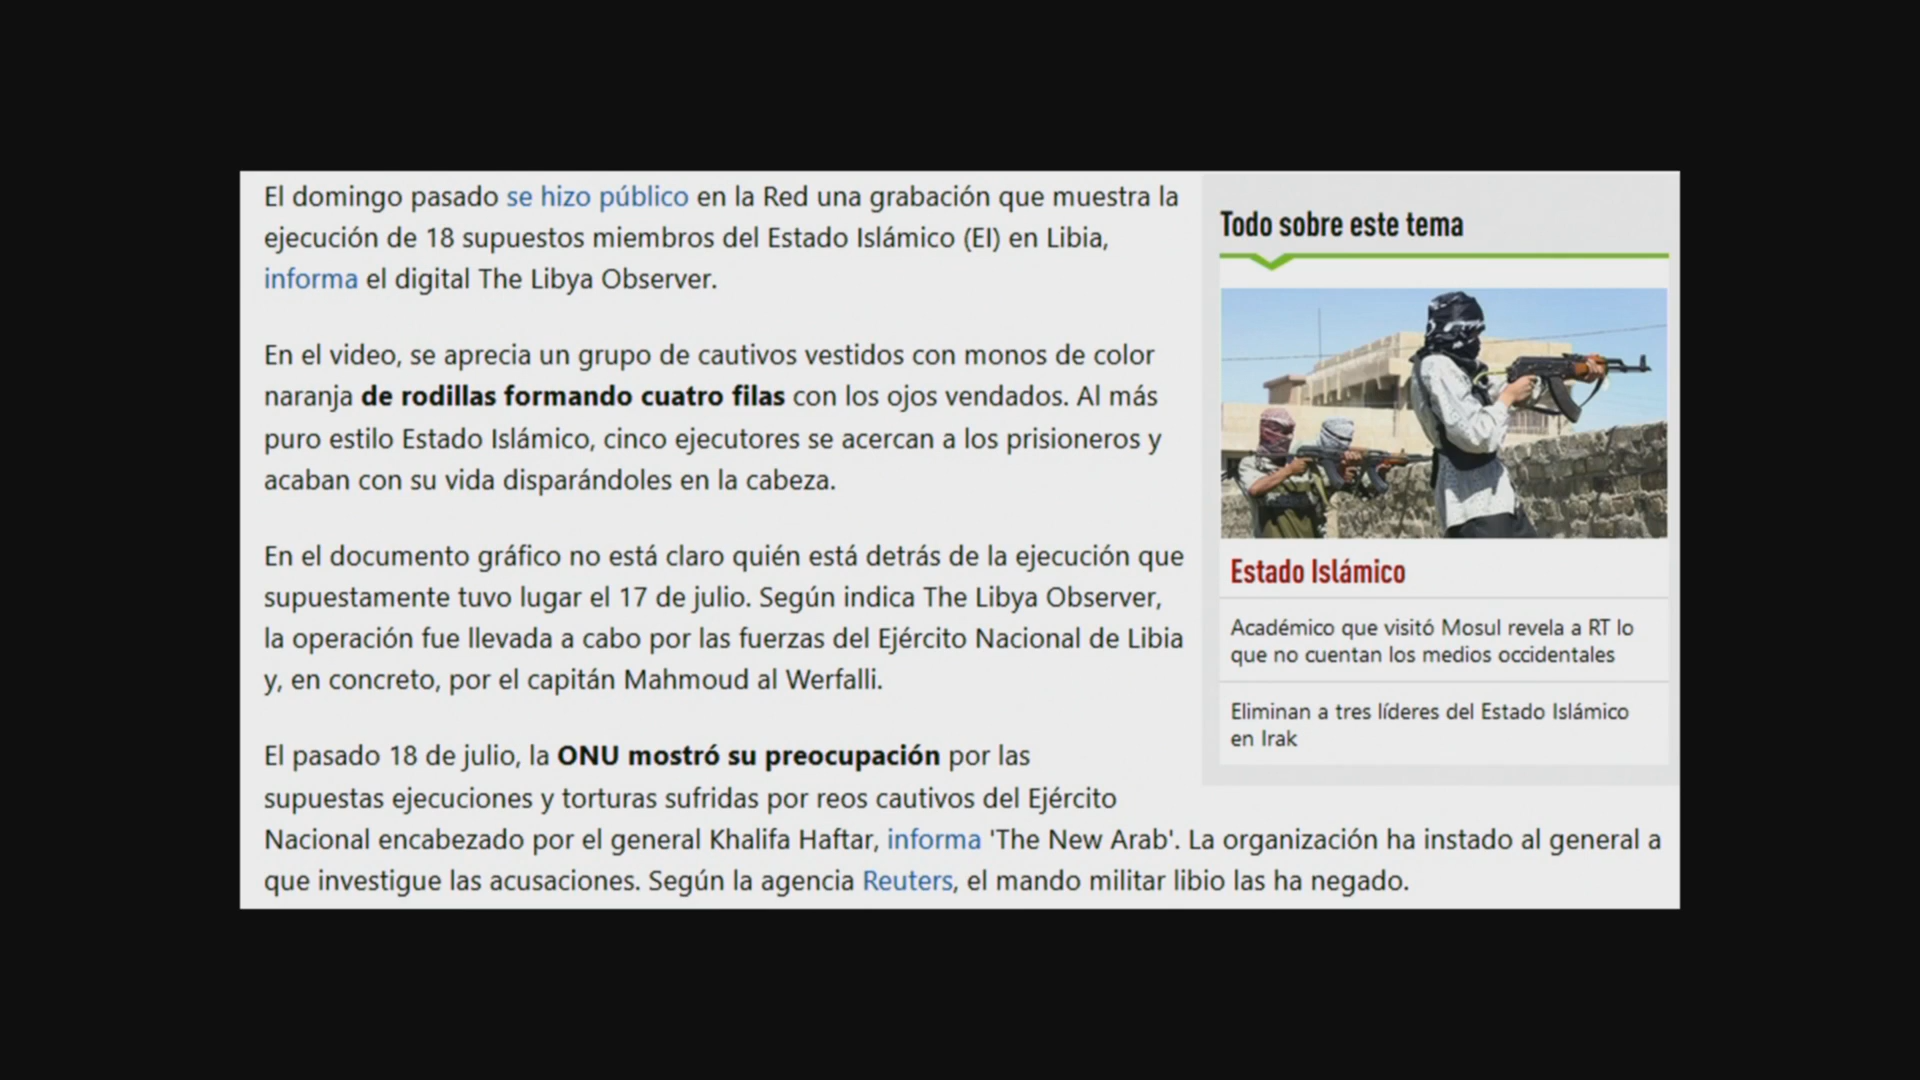 El domingo pasado se hizo público en la Red una grabación que muestra la
ejecución de 18 supuestos miembros del Estado Islámico (EI) en Libia,
informa el digital The Libya Observer.
En el video, se aprecia un grupo de cautivos vestidos con monos de color
naranja de rodillas formando cuatro filas con los ojos vendados. Al más
puro estilo Estado Islámico, cinco ejecutores se acercan a los prisioneros y
acaban con su vida disparándoles en la cabeza.
En el documento gráfico no está claro quién está detrás de la ejecución que
supuestamente tuvo lugar el 17 de julio. Según indica The Libya Observer,
la operación fue llevada a cabo por las fuerzas del Ejército Nacional de Libia
y, en concreto, por el capitán Mahmoud al Werfalli.
El pasado 18 de julio, la ONU mostró su preocupación por las
supuestas ejecuciones y torturas sufridas por reos cautivos del Ejército
Nacional encabezado por el general Khalifa Haftar, informa 'The New Arab'. La organización ha instado al general a
que investigue las acusaciones. Según la agencia Reuters, el mando militar libio las ha negado.
Todo sobre este tema
Estado Islámico
Académico que visitó Mosul revela a RT lo
que no cuentan los medios occidentales
Eliminan a tres líderes del Estado Islámico
en Irak